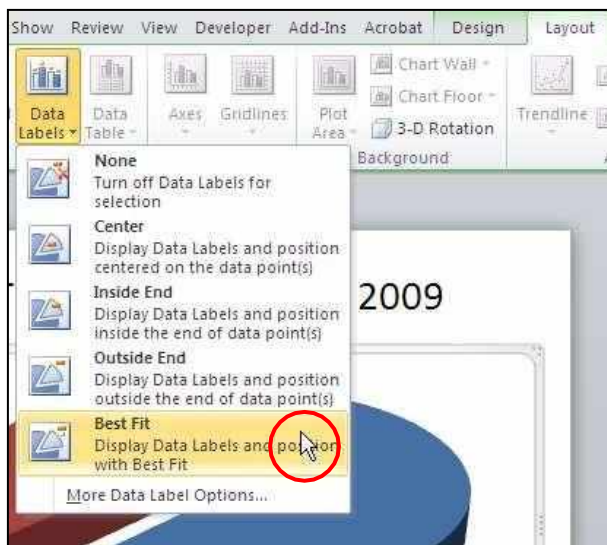 Show Review View Developer Add-Ins Acrobat Design Layout
Data Labels
Data Table
Axes
Gridlines
Plot Area
Chart Wall
Chart Floor
3-D Rotation
Trendline
Background
None
Turn off Data Labels for
selection
Center
Display Data Labels and position
centered on the data point(s)
Inside End
Display Data Labels and position
inside the end of data point(s)
Outside End
Display Data Labels and position
outside the end of data point(s)
Best Fit
Display Data Labels and position
with Best Fit
More Data Label Options...
2009